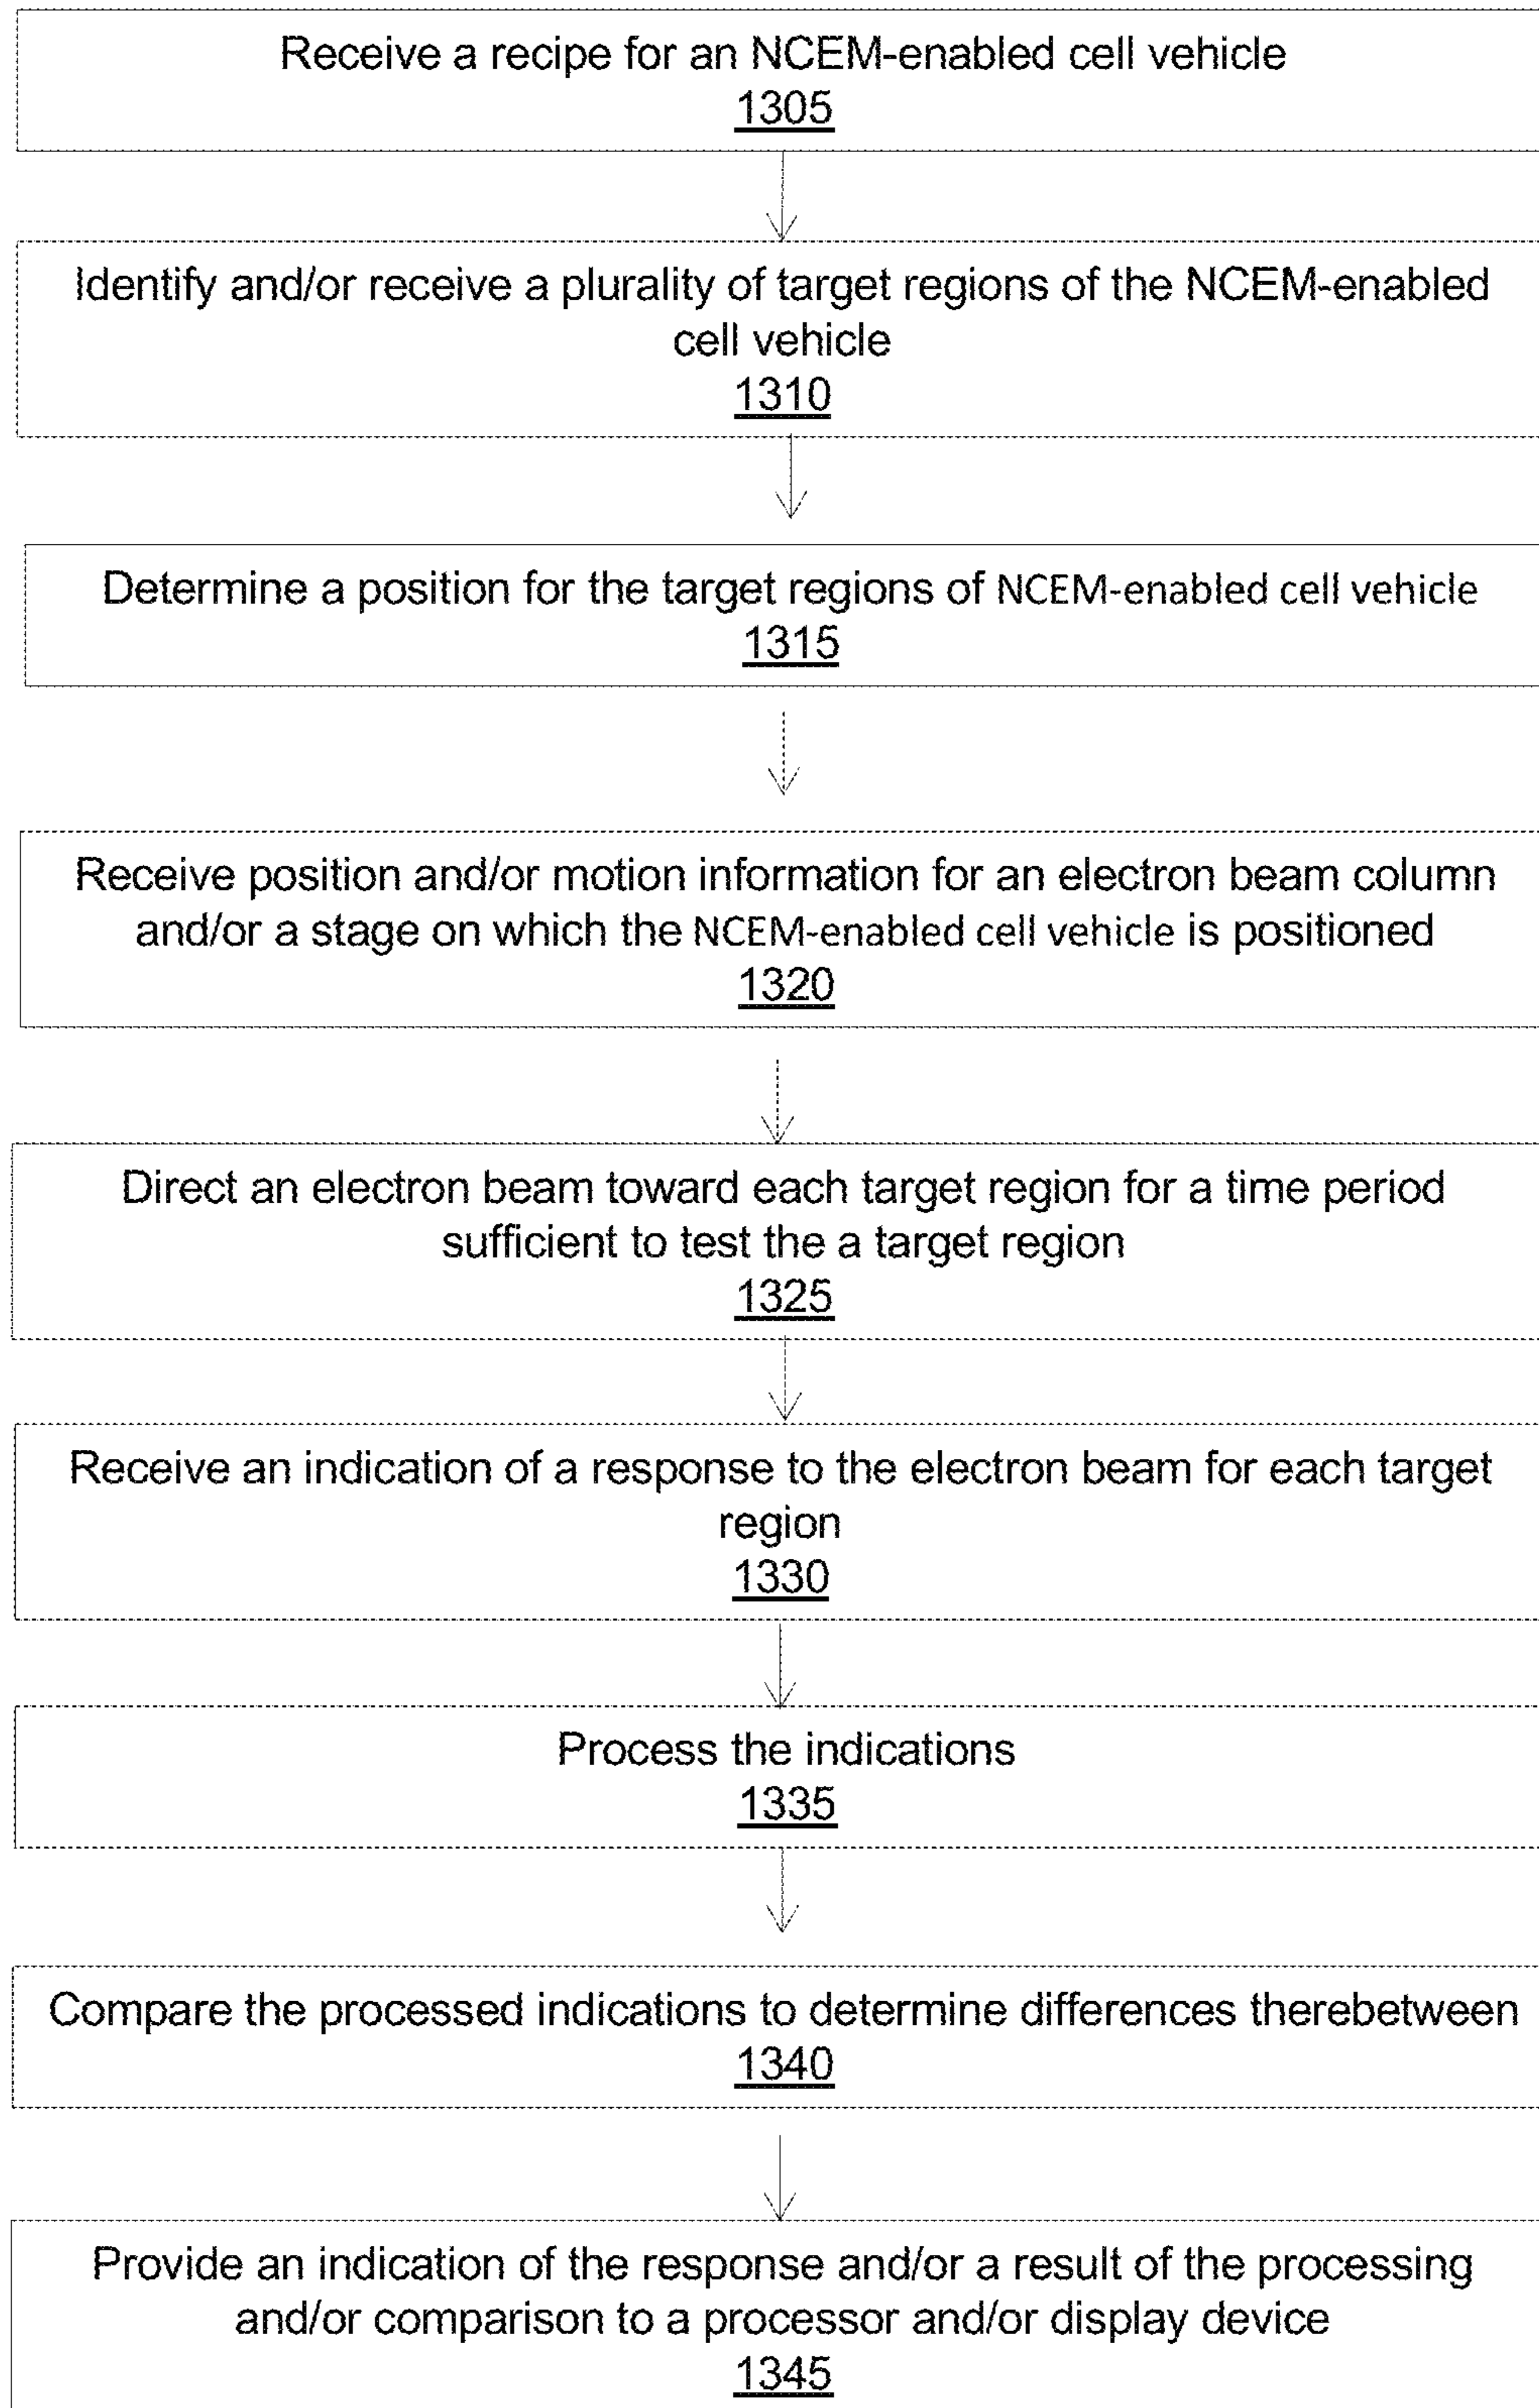 Receive a recipe for an NCEM-enabled cell vehicle
1305
Identify and/or receive a plurality of target regions of the NCEM-enabled
cell vehicle
1310
Determine a position for the target regions of NCEM-enabled cell vehicle
1315
Receive position and/or motion information for an electron beam column
and/or a stage on which the NCEM-enabled cell vehicle is positioned
1320
Direct an electron beam toward each target region for a time period
sufficient to test the a target region
1325
Receive an indication of a response to the electron beam for each target
region
1330
Process the indications
1335
Compare the processed indications to determine differences therebetween
1340
Provide an indication of the response and/or a result of the processing
and/or comparison to a processor and/or display device
1345